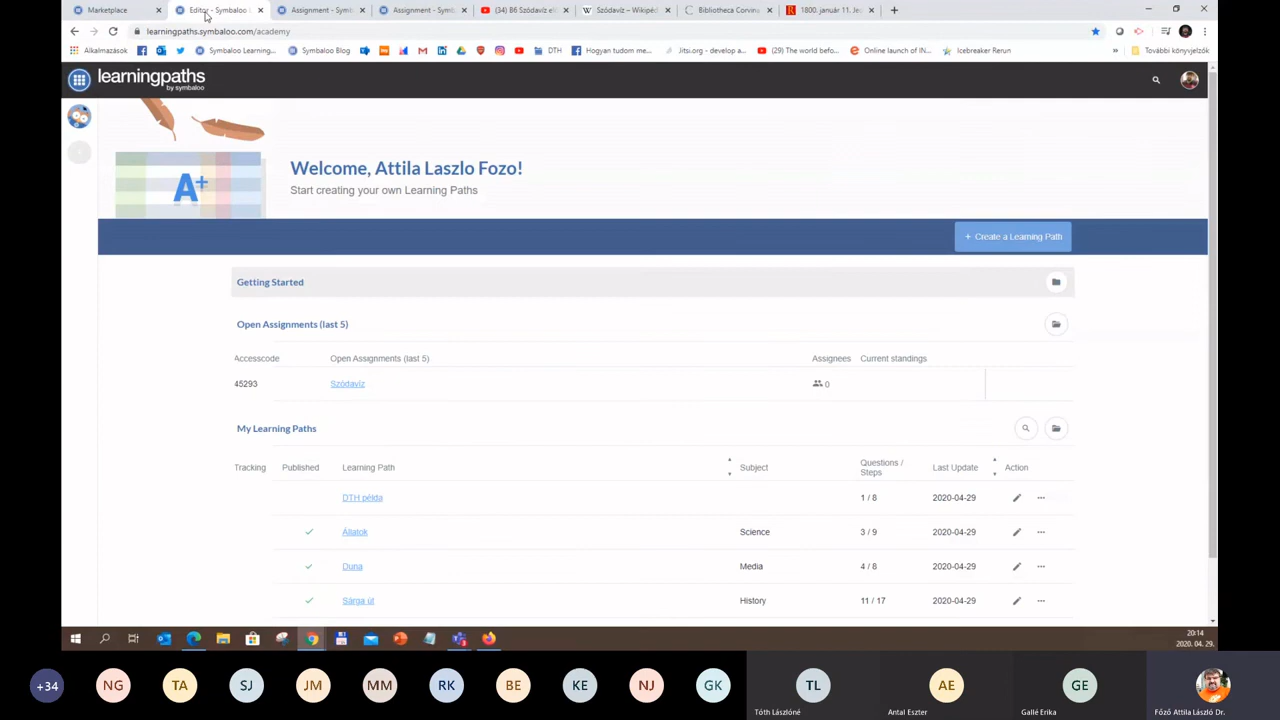 Marketplace
Editor - Symbaloo
Assignment - Symb
Assignment - Symb
(34) B6 Szódavíz el
Szódavíz – Wikipéd
Bibliotheca Corvin
1800. január 11. Je
learningpaths.symbaloo.com/academy
Alkalmazások
Symbaloo Learning...
Symbaloo Blog
DTH
Hogyan tudom me...
Jitsi.org - develop a...
(29) The world befo...
Online launch of IN...
Icebreaker Rerun
»
További könyvjelzők
learningpaths
by symbaloo
A+
Welcome, Attila Laszlo Fozo!
Start creating your own Learning Paths
+ Create a Learning Path
Getting Started
Open Assignments (last 5)
Accesscode Open Assignments (last 5) Assignees Current standings
45293 Szódavíz 0
My Learning Paths
Tracking Published Learning Path Subject Questions / Steps Last Update Action
DTH példa 1 / 8 2020-04-29
Állatok Science 3 / 9 2020-04-29
Duna Media 4 / 8 2020-04-29
Sárga út History 11 / 17 2020-04-29
20:14
2020. 04. 29.
+34 NG TA SJ JM MM RK BE KE NJ GK TL AE GE
Tóth Lászlóné
Antal Eszter
Gallé Erika
Főző Attila László Dr.